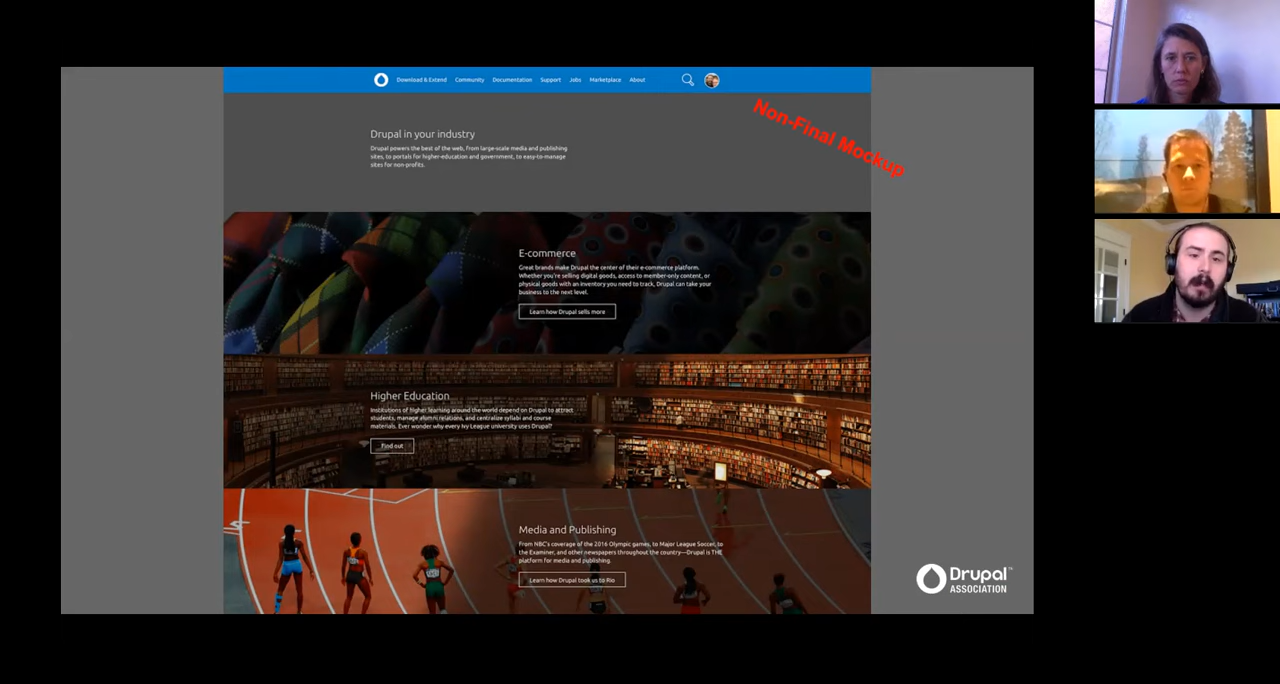 Download & Extend Community Documentation Support Jobs Marketplace About
Non-Final Mockup
Drupal in your industry
Drupal powers the best of the web, from large-scale media and publishing
sites, to portals for higher-education and government, to easy-to-manage
sites for non-profits.
E-commerce
Great brands make Drupal the center of their e-commerce platform.
Whether you're selling digital goods, access to member-only content, or
physical goods with an inventory you need to track, Drupal can take your
business to the next level.
Learn how Drupal sells more
Higher Education
Institutions of higher learning around the world depend on Drupal to attract
students, manage alumni relations, and centralize syllabi and course
materials. Ever wonder why every Ivy League university uses Drupal?
Find out
Media and Publishing
From NBC's coverage of the 2016 Olympic games, to Major League Soccer, to
the Examiner, and other newspapers throughout the country—Drupal is THE
platform for media and publishing.
Learn how Drupal took us to Rio
Drupal™
ASSOCIATION